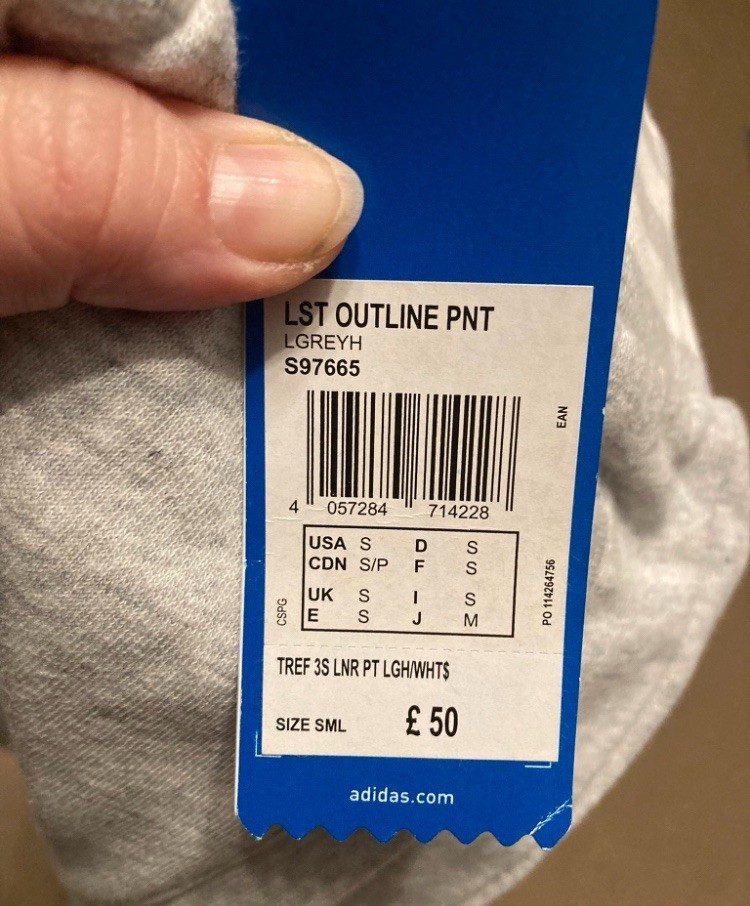 LST OUTLINE PNT
LGREYH
S97665
EAN
4 057284 714228
USA S D S
CDN S/P F S
UK S I S
E S J M
CSPG
PO 114264756
TREF 3S LNR PT LGH/WHT$
SIZE SML £ 50
adidas.com